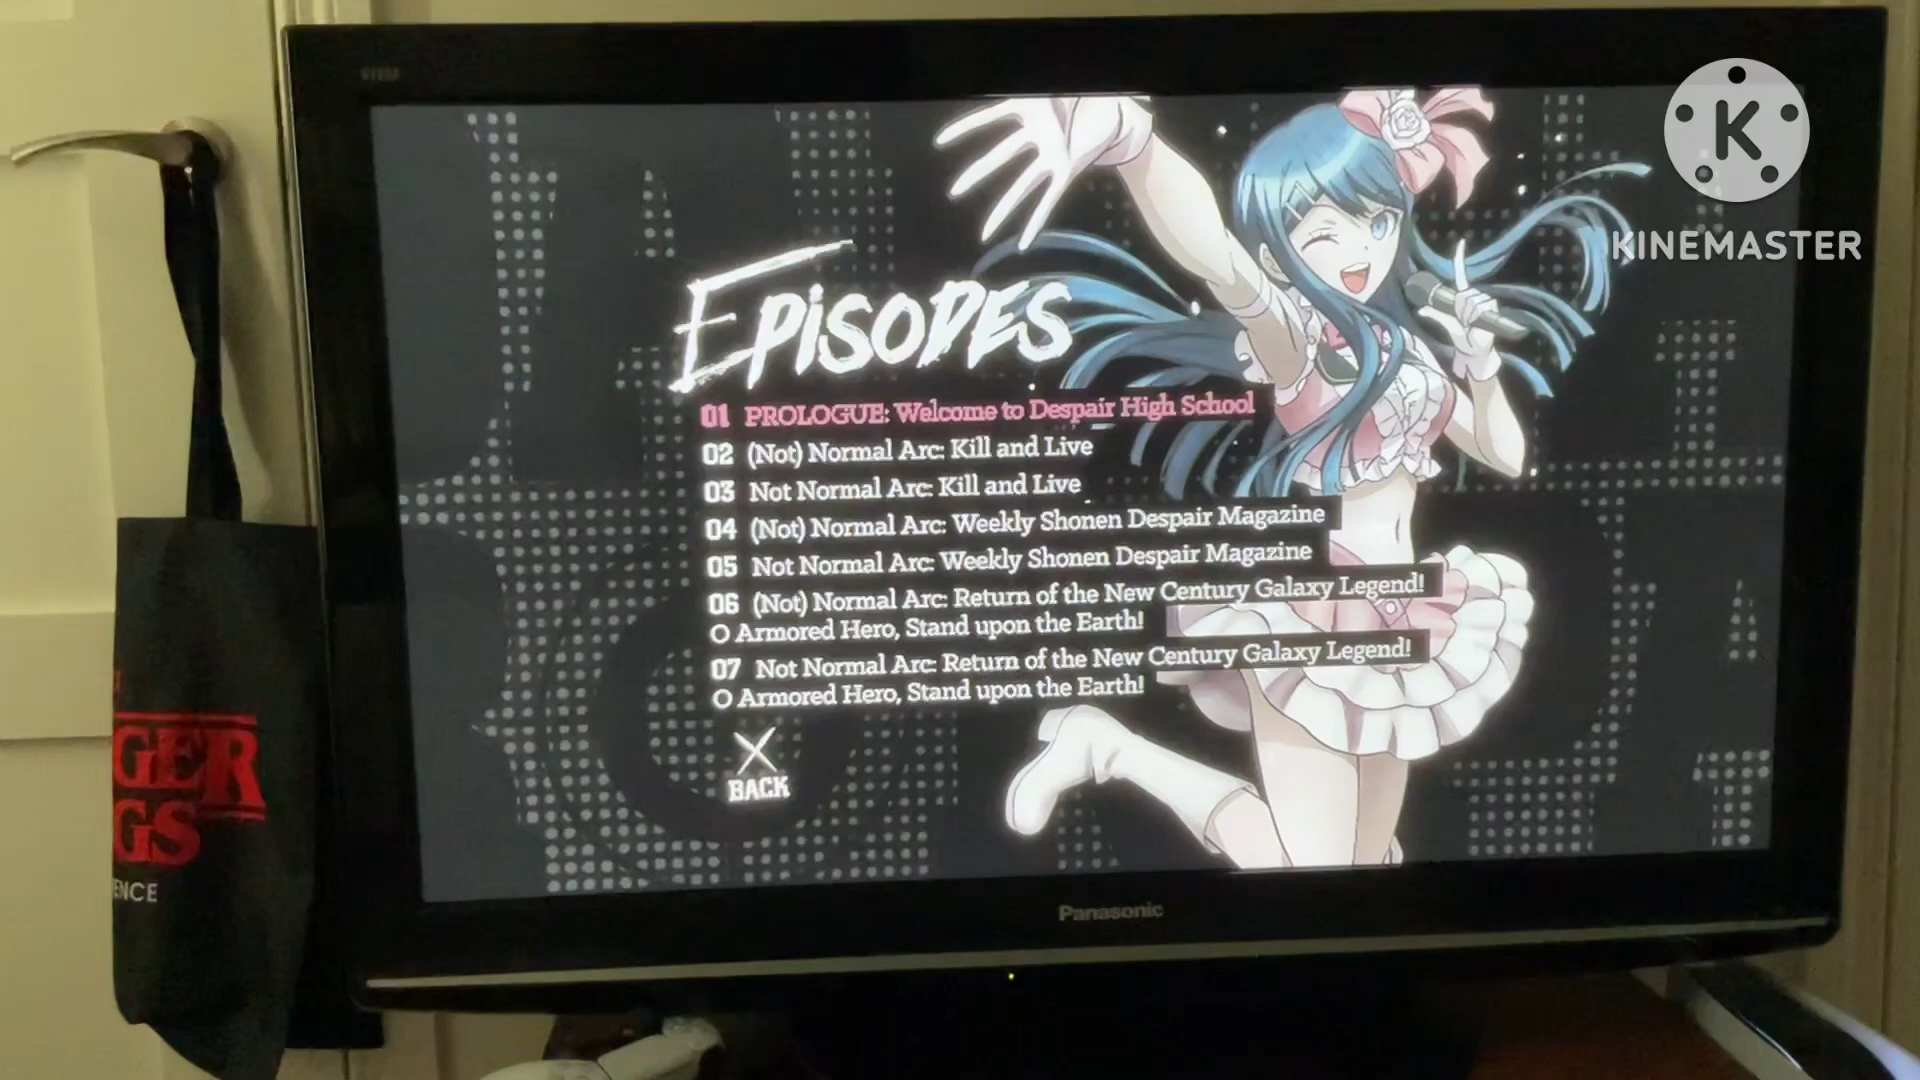 VIERA
K
KINEMASTER
EPISODES
01 PROLOGUE: Welcome to Despair High School
02 (Not) Normal Arc: Kill and Live
03 Not Normal Arc: Kill and Live
04 (Not) Normal Arc: Weekly Shonen Despair Magazine
05 Not Normal Arc: Weekly Shonen Despair Magazine
06 (Not) Normal Arc: Return of the New Century Galaxy Legend!
O Armored Hero, Stand upon the Earth!
07 Not Normal Arc: Return of the New Century Galaxy Legend!
O Armored Hero, Stand upon the Earth!
BACK
GER
GS
ENCE
Panasonic